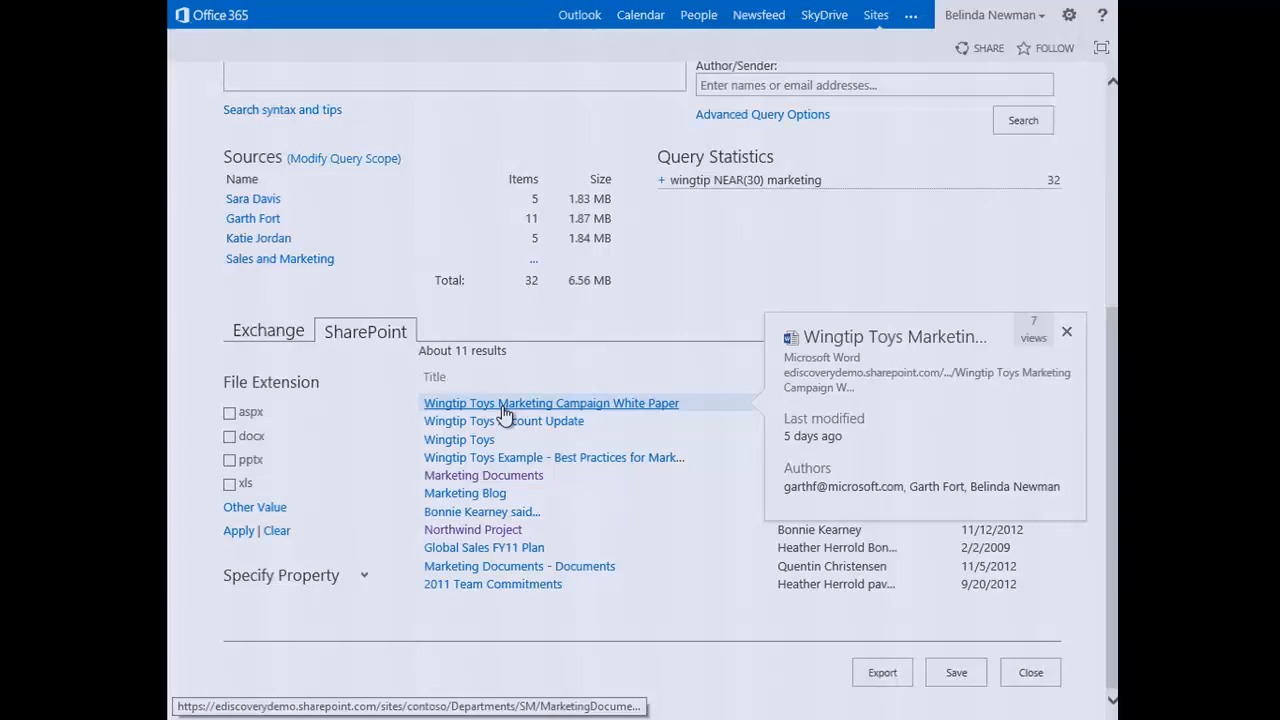 Office 365
Outlook Calendar People Newsfeed SkyDrive Sites ... Belinda Newman ?
SHARE FOLLOW
Author/Sender:
Enter names or email addresses...
Search syntax and tips
Advanced Query Options
Search
Sources (Modify Query Scope)
Query Statistics
Name Items Size
+ wingtip NEAR(30) marketing 32
Sara Davis 5 1.83 MB
Garth Fort 11 1.87 MB
Katie Jordan 5 1.84 MB
Sales and Marketing ...
Total: 32 6.56 MB
Exchange SharePoint
About 11 results
File Extension
aspx
docx
pptx
xls
Other Value
Apply | Clear
Specify Property
Title
Wingtip Toys Marketing Campaign White Paper
Wingtip Toys count Update
Wingtip Toys
Wingtip Toys Example - Best Practices for Mark...
Marketing Documents
Marketing Blog
Bonnie Kearney said...
Northwind Project Bonnie Kearney 11/12/2012
Global Sales FY11 Plan Heather Herrold Bon... 2/2/2009
Marketing Documents - Documents Quentin Christensen 11/5/2012
2011 Team Commitments Heather Herrold pav... 9/20/2012
Wingtip Toys Marketin...
7
views
Microsoft Word
ediscoverydemo.sharepoint.com/.../Wingtip Toys Marketing
Campaign W...
Last modified
5 days ago
Authors
garthf@microsoft.com, Garth Fort, Belinda Newman
Export Save Close
https://ediscoverydemo.sharepoint.com/sites/contoso/Departments/SM/MarketingDocume...